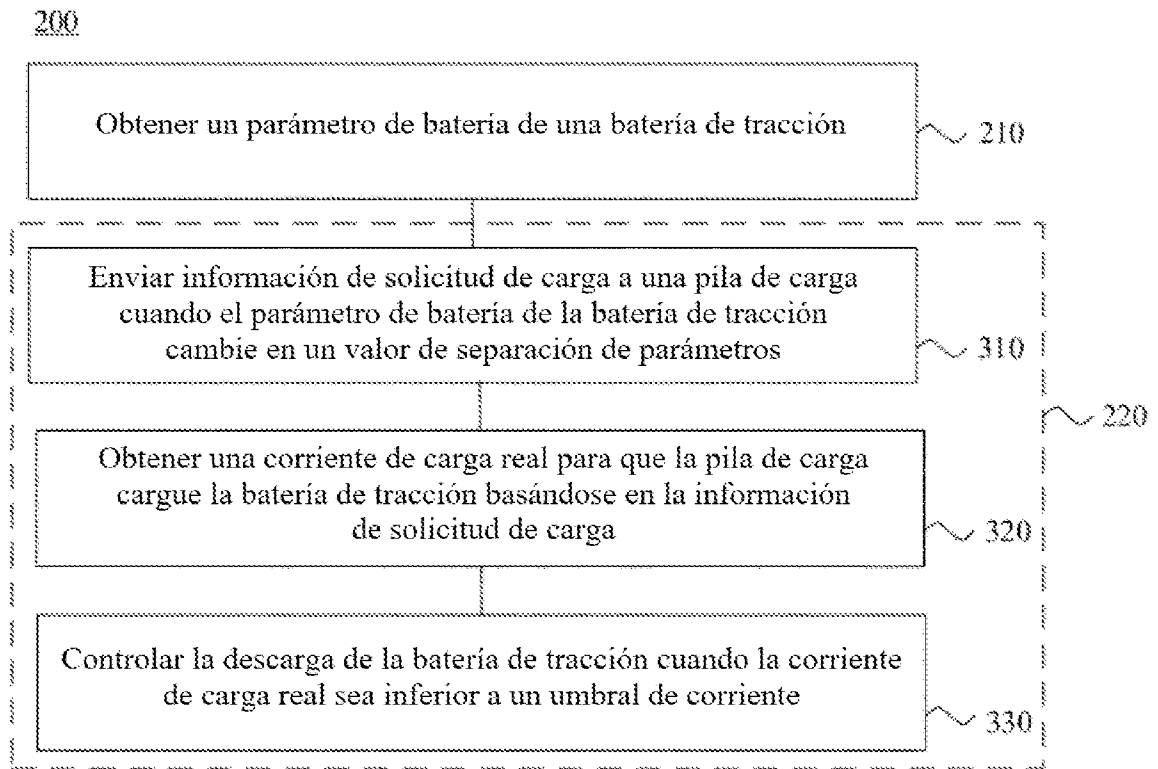 200
Obtener un parámetro de batería de una batería de tracción
210
Enviar información de solicitud de carga a una pila de carga
cuando el parámetro de batería de la batería de tracción
cambie en un valor de separación de parámetros
310
220
Obtener una corriente de carga real para que la pila de carga
cargue la batería de tracción basándose en la información
de solicitud de carga
320
Controlar la descarga de la batería de tracción cuando la corriente
de carga real sea inferior a un umbral de corriente
330